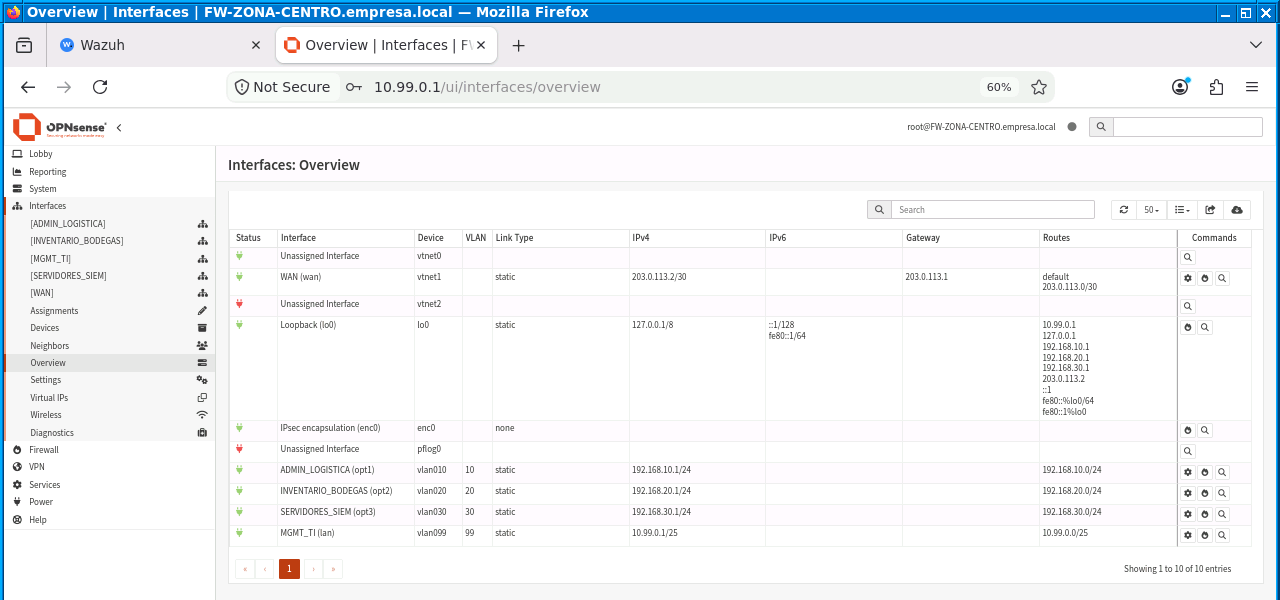 Overview | Interfaces | FW-ZONA-CENTRO.empresa.local — Mozilla Firefox
Wazuh
Overview | Interfaces | F
Not Secure
10.99.0.1/ui/interfaces/overview
60%
OPNsense
root@FW-ZONA-CENTRO.empresa.local
Lobby
Reporting
System
Interfaces
[ADMIN_LOGISTICA]
[INVENTARIO_BODEGAS]
[MGMT_TI]
[SERVIDORES_SIEM]
[WAN]
Assignments
Devices
Neighbors
Overview
Settings
Virtual IPs
Wireless
Diagnostics
Firewall
VPN
Services
Power
Help
Interfaces: Overview
Search
50
Status Interface Device VLAN Link Type IPv4 IPv6 Gateway Routes Commands
Unassigned Interface vtnet0
WAN (wan) vtnet1 static 203.0.113.2/30 203.0.113.1 default
203.0.113.0/30
Unassigned Interface vtnet2
Loopback (lo0) lo0 static 127.0.0.1/8 ::1/128 10.99.0.1
fe80::1/64 127.0.0.1
192.168.10.1
192.168.20.1
192.168.30.1
203.0.113.2
::1
fe80::%lo0/64
fe80::1%lo0
IPsec encapsulation (enc0) enc0 none
Unassigned Interface pflog0
ADMIN_LOGISTICA (opt1) vlan010 10 static 192.168.10.1/24 192.168.10.0/24
INVENTARIO_BODEGAS (opt2) vlan020 20 static 192.168.20.1/24 192.168.20.0/24
SERVIDORES_SIEM (opt3) vlan030 30 static 192.168.30.1/24 192.168.30.0/24
MGMT_TI (lan) vlan099 99 static 10.99.0.1/25 10.99.0.0/25
« ‹ 1 › »
Showing 1 to 10 of 10 entries